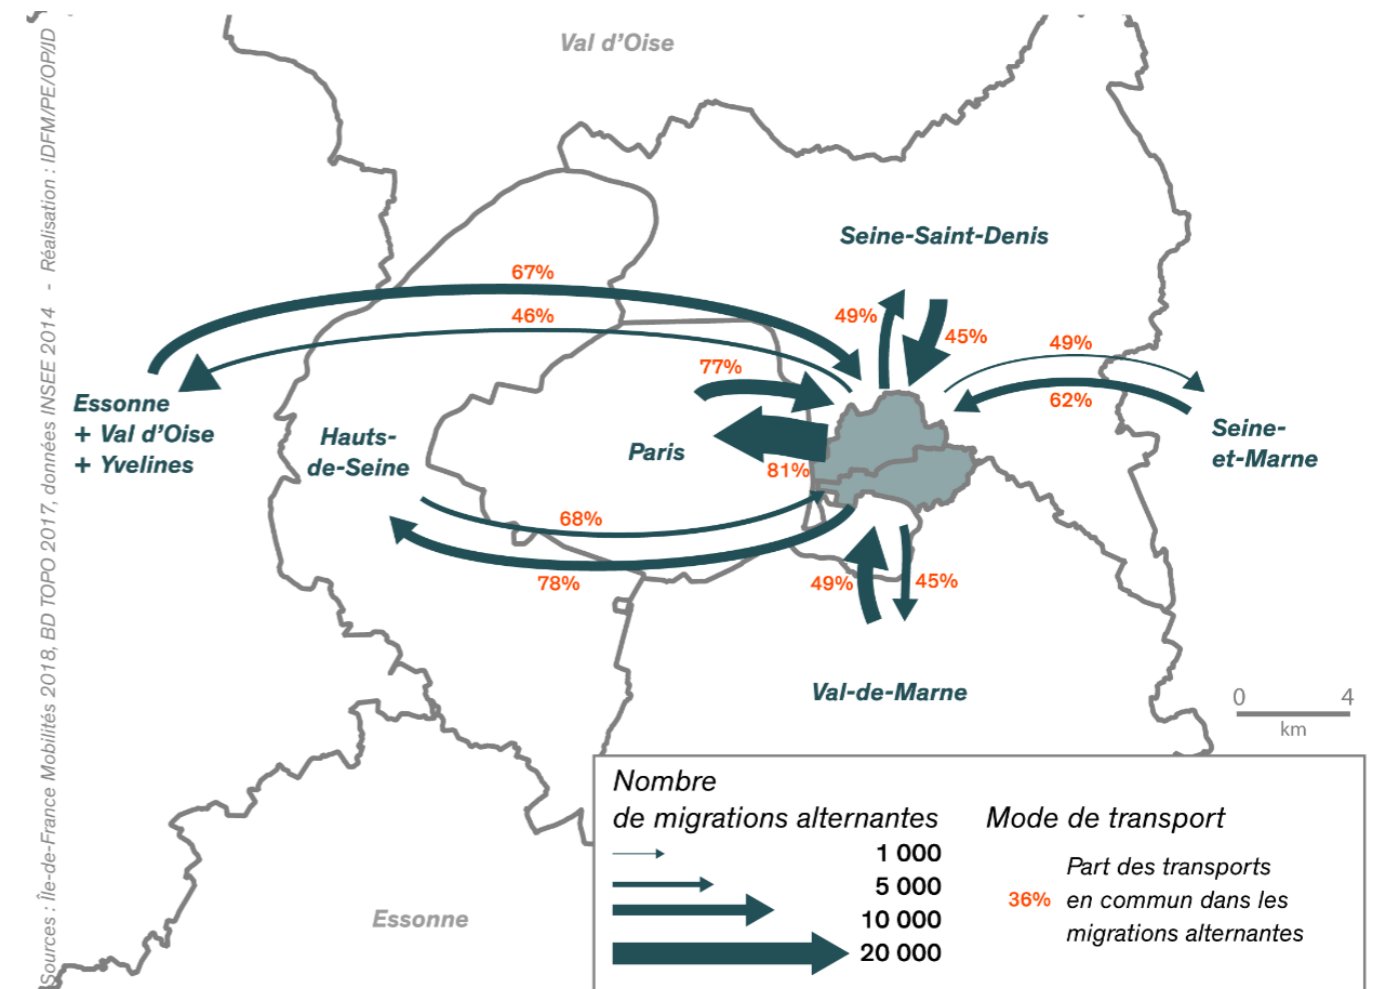 Val d'Oise
Seine-Saint-Denis
67%
46%
49%
45%
49%
77%
62%
Essonne
+ Val d'Oise
+ Yvelines
Hauts-
de-Seine
Paris
81%
Seine-
et-Marne
68%
78%
49%
45%
Val-de-Marne
0 4
km
Essonne
Nombre
de migrations alternantes
1 000
5 000
10 000
20 000
Mode de transport
36%
Part des transports
en commun dans les
migrations alternantes
Sources : Île-de-France Mobilités 2018, BD TOPO 2017, données INSEE 2014 - Réalisation : IDFM/PE/OP/JD